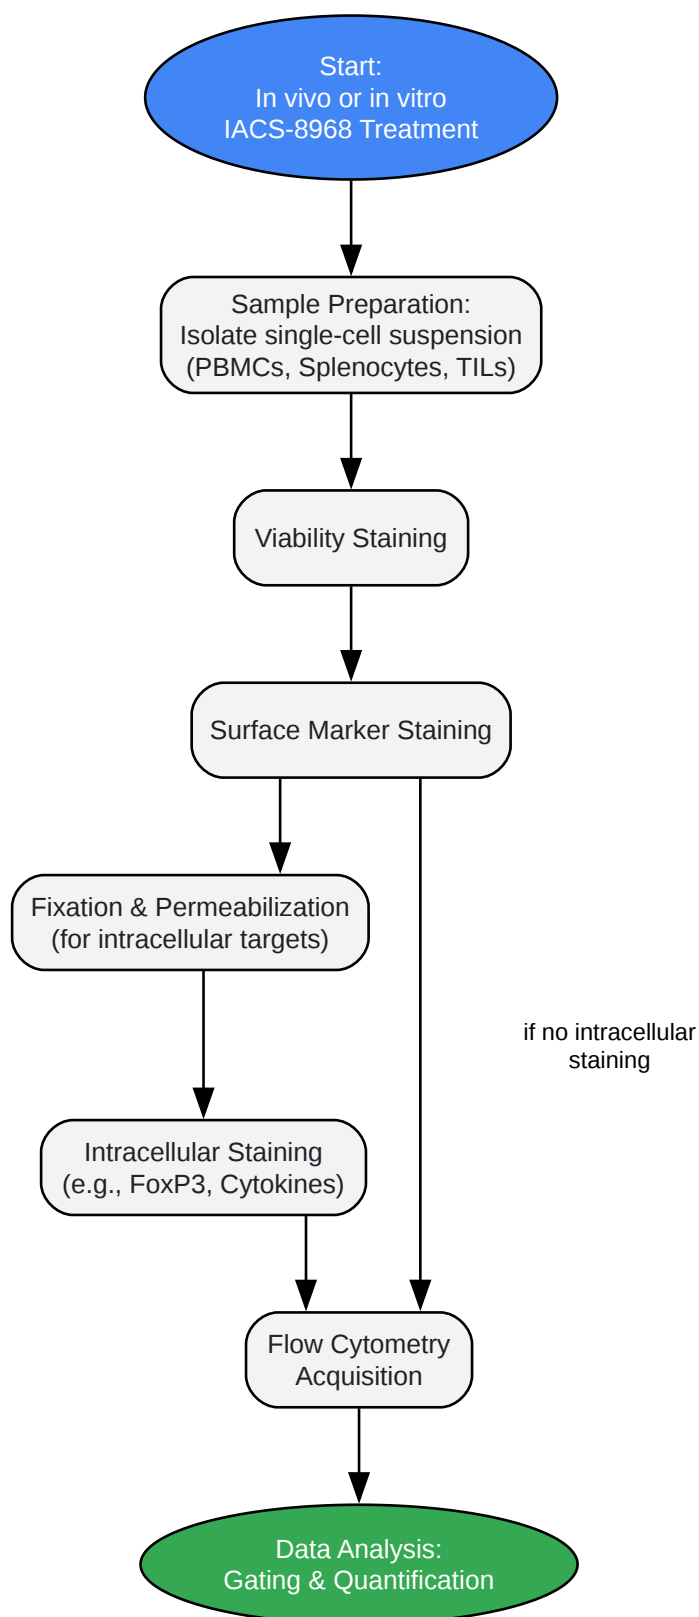 Start:
In vivo or in vitro
IACS-8968 Treatment
Sample Preparation:
Isolate single-cell suspension
(PBMCs, Splenocytes, TILs)
Viability Staining
Surface Marker Staining
Fixation & Permeabilization
(for intracellular targets)
if no intracellular
staining
Intracellular Staining
(e.g., FoxP3, Cytokines)
Flow Cytometry
Acquisition
Data Analysis:
Gating & Quantification